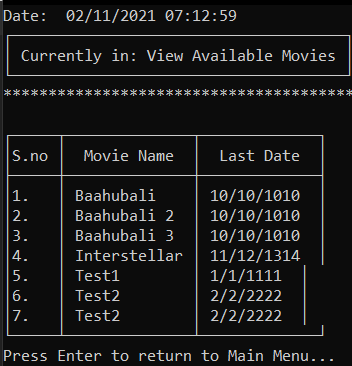 Date:  02/11/2021 07:12:59
Currently in: View Available Movies
***************************************
S.no  Movie Name  Last Date
1.  Baahubali  10/10/1010
2.  Baahubali 2  10/10/1010
3.  Baahubali 3  10/10/1010
4.  Interstellar  11/12/1314
5.  Test1  1/1/1111
6.  Test2  2/2/2222
7.  Test2  2/2/2222
Press Enter to return to Main Menu...